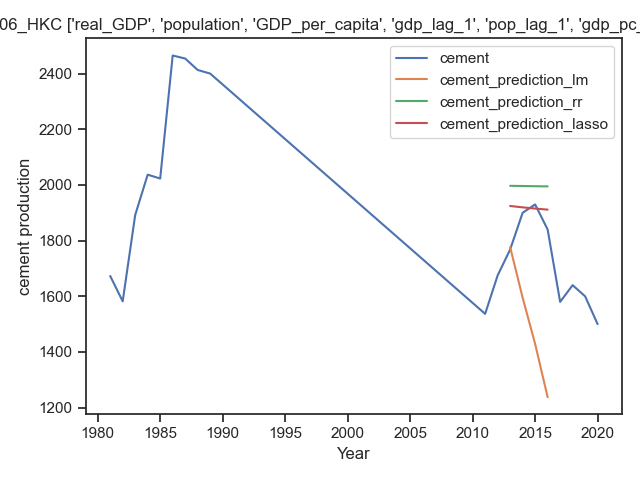 06_HKC ['real_GDP', 'population', 'GDP_per_capita', 'gdp_lag_1', 'pop_lag_1', 'gdp_pc_
cement
cement_prediction_lm
cement_prediction_rr
cement_prediction_lasso
cement production
2400
2200
2000
1800
1600
1400
1200
1980 1985 1990 1995 2000 2005 2010 2015 2020
Year